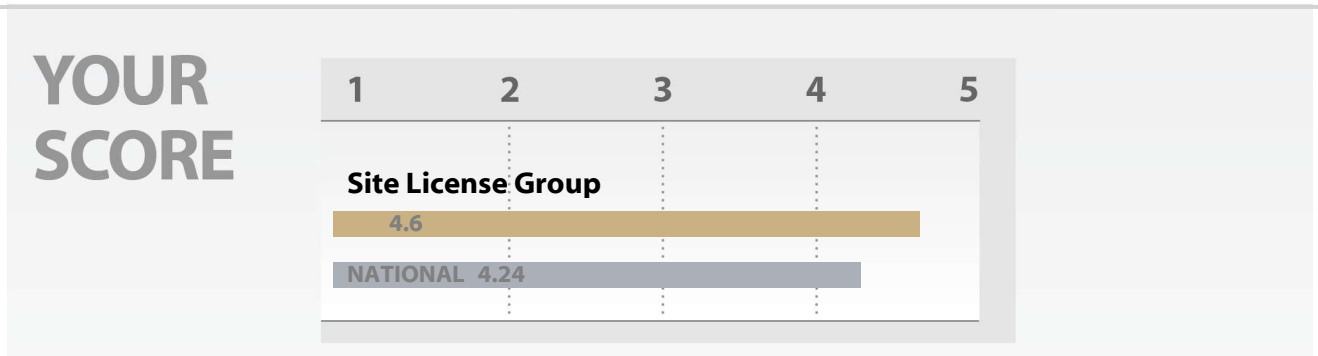 YOUR
SCORE
1 2 3 4 5
Site License Group
4.6
NATIONAL 4.24